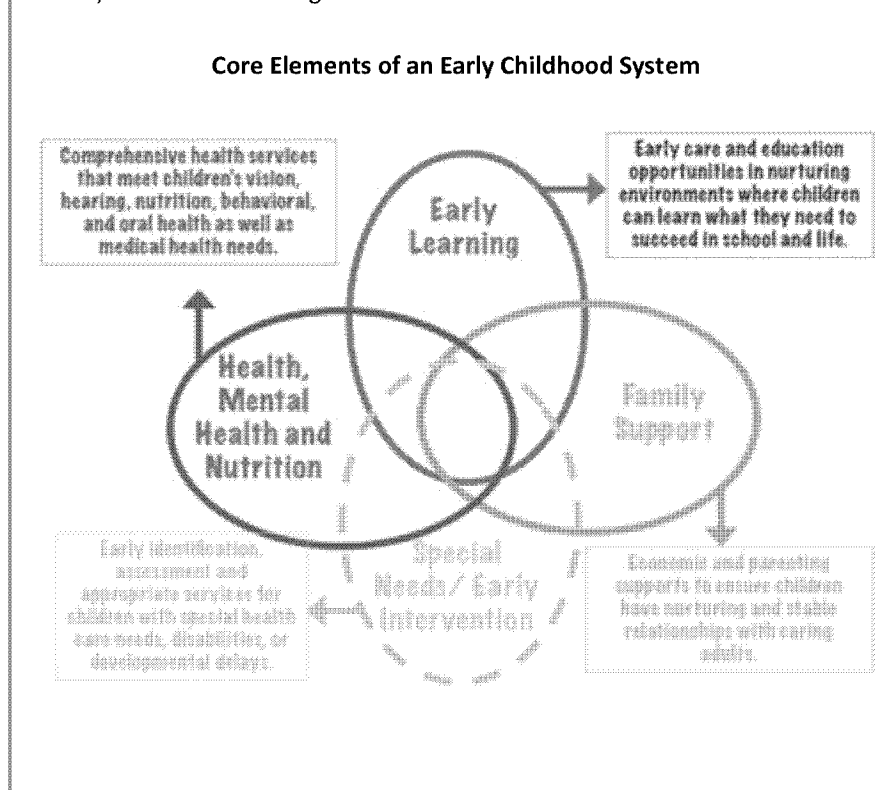 Core Elements of an Early Childhood System
Comprehensive health services
that meet children's vision,
hearing, nutrition, behavioral,
and oral health as well as
medical health needs.
Early care and education
opportunities in nurturing
environments where children
can learn what they need to
succeed in school and life.
Early
Learning
Health,
Mental
Health and
Nutrition
Family
Support
Special
Needs/ Early
Intervention
Early identification,
assessment and
appropriate services for
children with special health
care needs, disabilities, or
developmental delays.
Economic and parenting
supports to ensure children
have nurturing and stable
relationships with caring
adults.